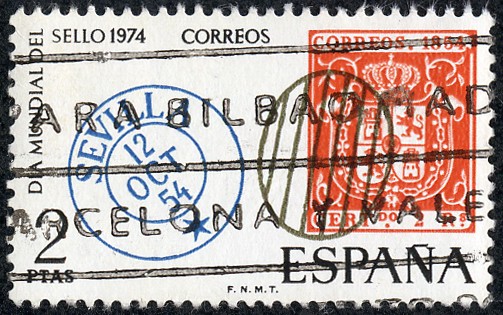 DIA MUNDIAL DEL SELLO 1974 CORREOS
CORREOS. 1854.
SEVILLA
12
OCT
54
PARA BILBAO MAD
ARCELONA Y VALE
2
PTAS
ESPAÑA
F.N.M.T.